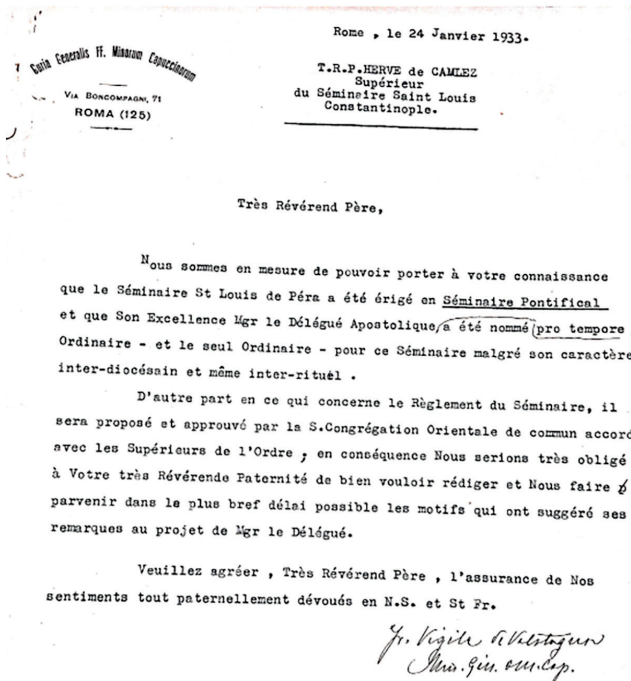 Rome , le 24 Janvier 1933.
Curia Generalis Ff. Minorum Capuccinorum
VIA BONCOMPAGNI, 71
ROMA (125)
T.R.P.HERVE de CAMLEZ
Supérieur
du Séminaire Saint Louis
Constantinople.
Très Révérend Père,
Nous sommes en mesure de pouvoir porter à votre connaissance
que le Séminaire St Louis de Péra a été érigé en Séminaire Pontifical
et que Son Excellence Mgr le Délégué Apostolique, a été nommé pro tempore
Ordinaire - et le seul Ordinaire - pour ce Séminaire malgré son caractère
inter-diocésain et même inter-rituel .
D'autre part en ce qui concerne le Règlement du Séminaire, il
sera proposé et approuvé par la S.Congrégation Orientale de commun accord
avec les Supérieurs de l'Ordre ; en conséquence Nous serions très obligé
à Votre très Révérende Paternité de bien vouloir rédiger et Nous faire
parvenir dans le plus bref délai possible les motifs qui ont suggéré ses
remarques au projet de Mgr le Délégué.
Veuillez agréer , Très Révérend Père , l'assurance de Nos
sentiments tout paternellement dévoués en N.S. et St Fr.
Fr. Vigile de Valstagna
Min. Gén. o.m.cap.